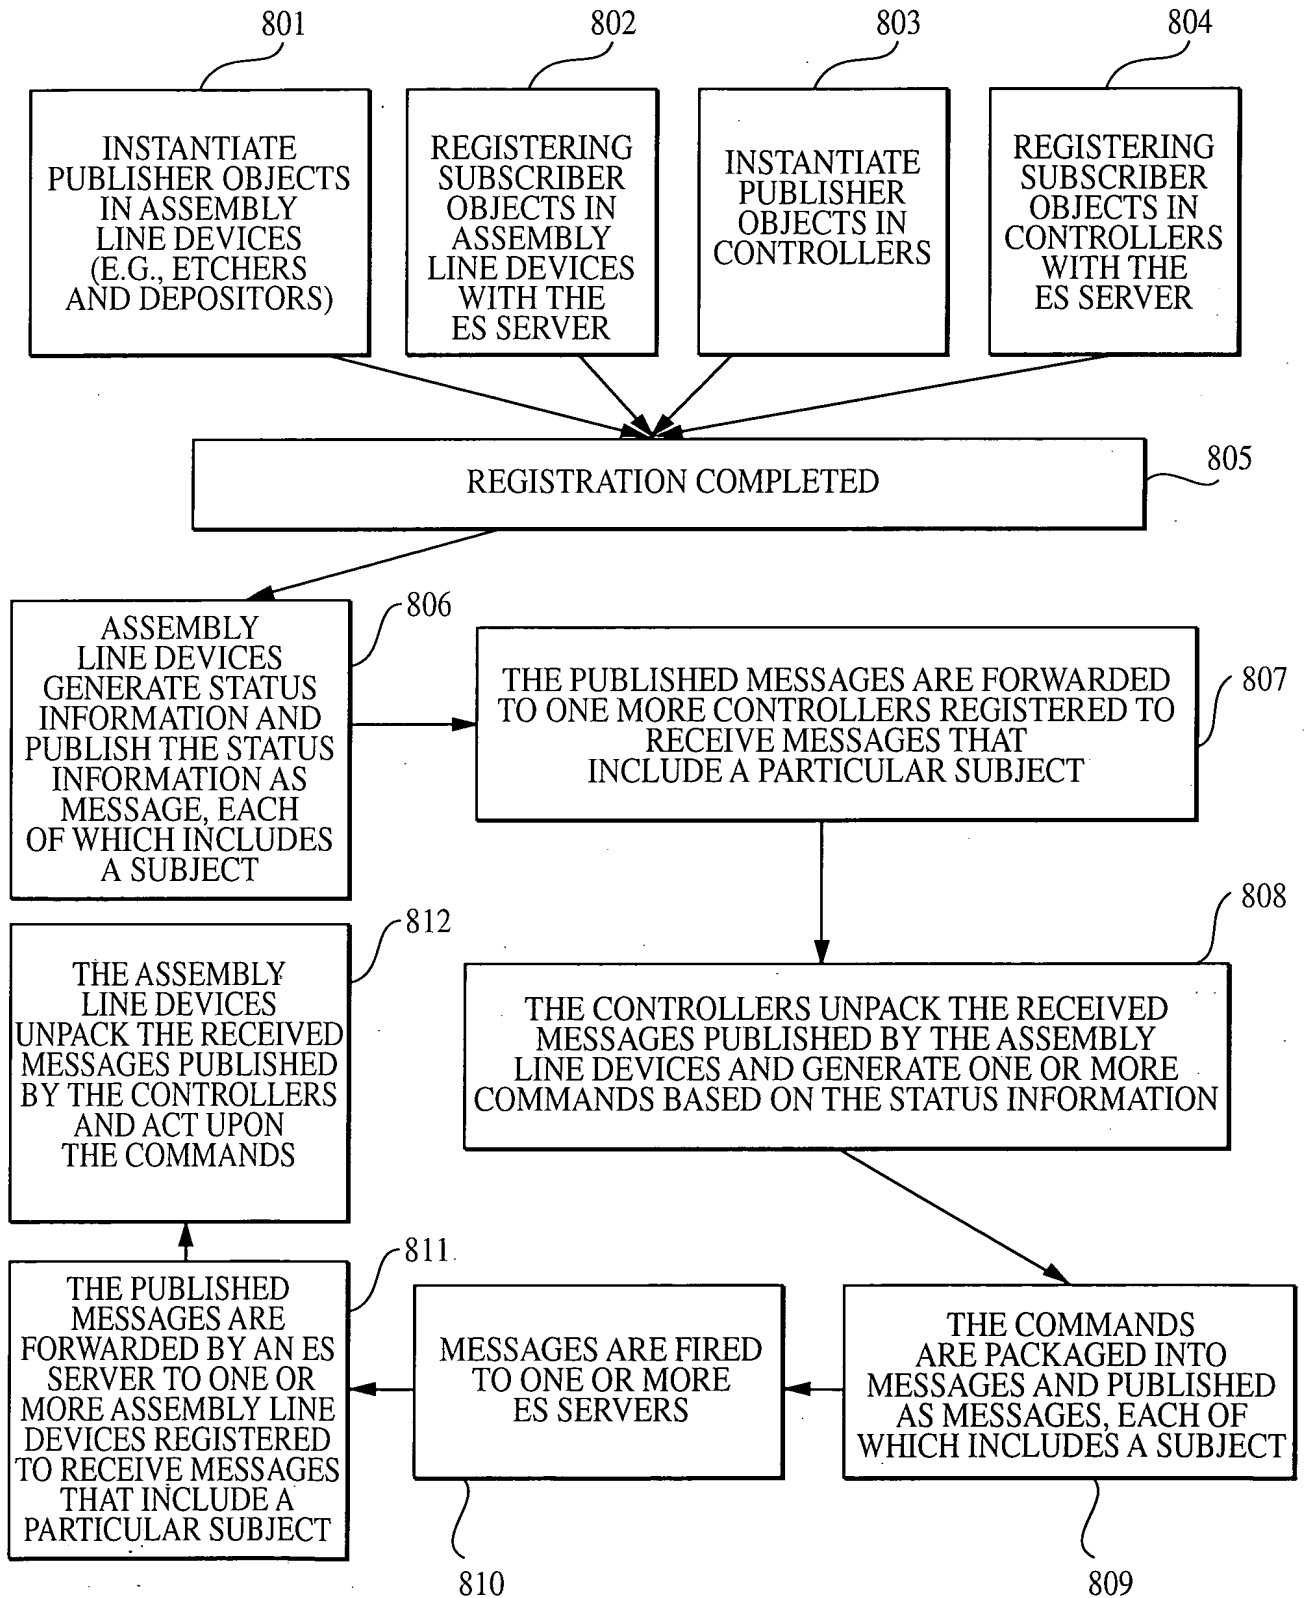 801
802
803
804
INSTANTIATE
PUBLISHER OBJECTS
IN ASSEMBLY
LINE DEVICES
(E.G., ETCHERS
AND DEPOSITORS)
REGISTERING
SUBSCRIBER
OBJECTS IN
ASSEMBLY
LINE DEVICES
WITH THE
ES SERVER
INSTANTIATE
PUBLISHER
OBJECTS IN
CONTROLLERS
REGISTERING
SUBSCRIBER
OBJECTS IN
CONTROLLERS
WITH THE
ES SERVER
REGISTRATION COMPLETED
805
806
ASSEMBLY
LINE DEVICES
GENERATE STATUS
INFORMATION AND
PUBLISH THE STATUS
INFORMATION AS
MESSAGE, EACH
OF WHICH INCLUDES
A SUBJECT
THE PUBLISHED MESSAGES ARE FORWARDED
TO ONE MORE CONTROLLERS REGISTERED TO
RECEIVE MESSAGES THAT
INCLUDE A PARTICULAR SUBJECT
807
808
THE CONTROLLERS UNPACK THE RECEIVED
MESSAGES PUBLISHED BY THE ASSEMBLY
LINE DEVICES AND GENERATE ONE OR MORE
COMMANDS BASED ON THE STATUS INFORMATION
812
THE ASSEMBLY
LINE DEVICES
UNPACK THE RECEIVED
MESSAGES PUBLISHED
BY THE CONTROLLERS
AND ACT UPON
THE COMMANDS
811
THE PUBLISHED
MESSAGES ARE
FORWARDED BY AN ES
SERVER TO ONE OR
MORE ASSEMBLY LINE
DEVICES REGISTERED
TO RECEIVE MESSAGES
THAT INCLUDE A
PARTICULAR SUBJECT
MESSAGES ARE FIRED
TO ONE OR MORE
ES SERVERS
THE COMMANDS
ARE PACKAGED INTO
MESSAGES AND PUBLISHED
AS MESSAGES, EACH OF
WHICH INCLUDES A SUBJECT
810
809